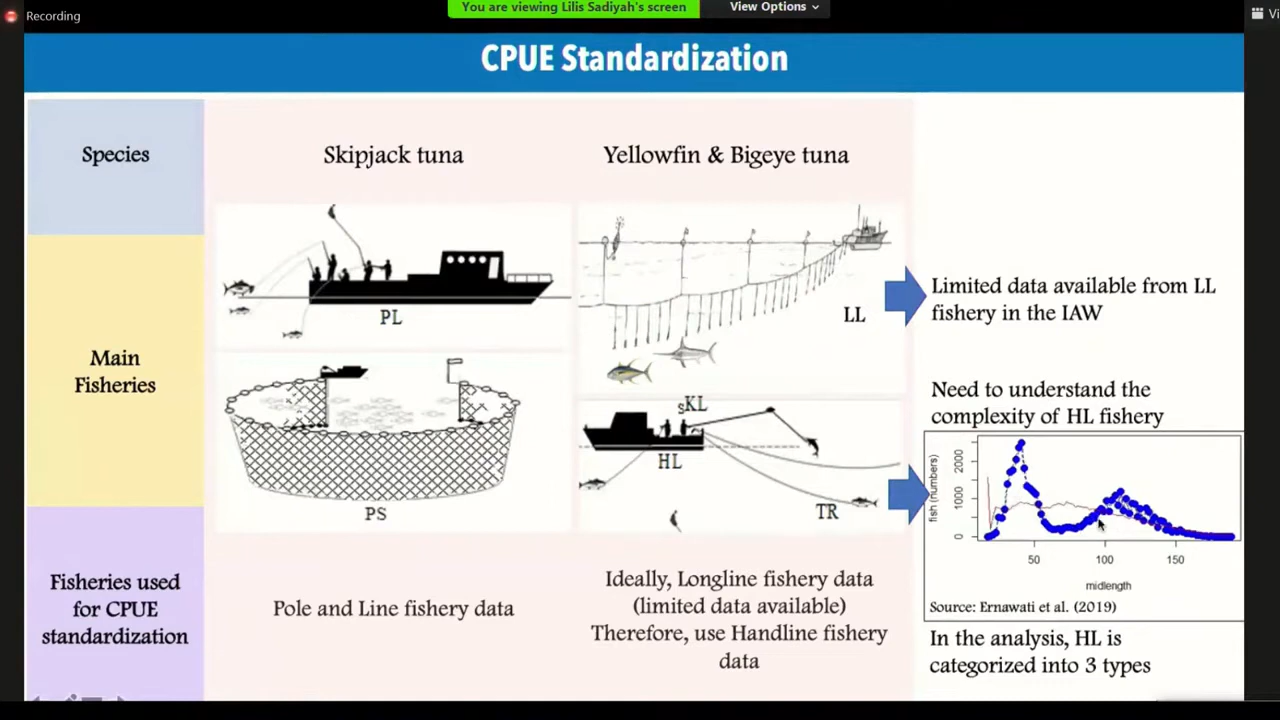 Recording
You are viewing Lilis Sadiyah's screen
View Options
Vi
CPUE Standardization
Species
Skipjack tuna
Yellowfin & Bigeye tuna
Main
Fisheries
PL
PS
LL
sKL
HL
TR
Limited data available from LL
fishery in the IAW
Need to understand the
complexity of HL fishery
fish (numbers)
2000
1000
0
50
100
150
midlength
Source: Ernawati et al. (2019)
In the analysis, HL is
categorized into 3 types
Fisheries used
for CPUE
standardization
Pole and Line fishery data
Ideally, Longline fishery data
(limited data available)
Therefore, use Handline fishery
data